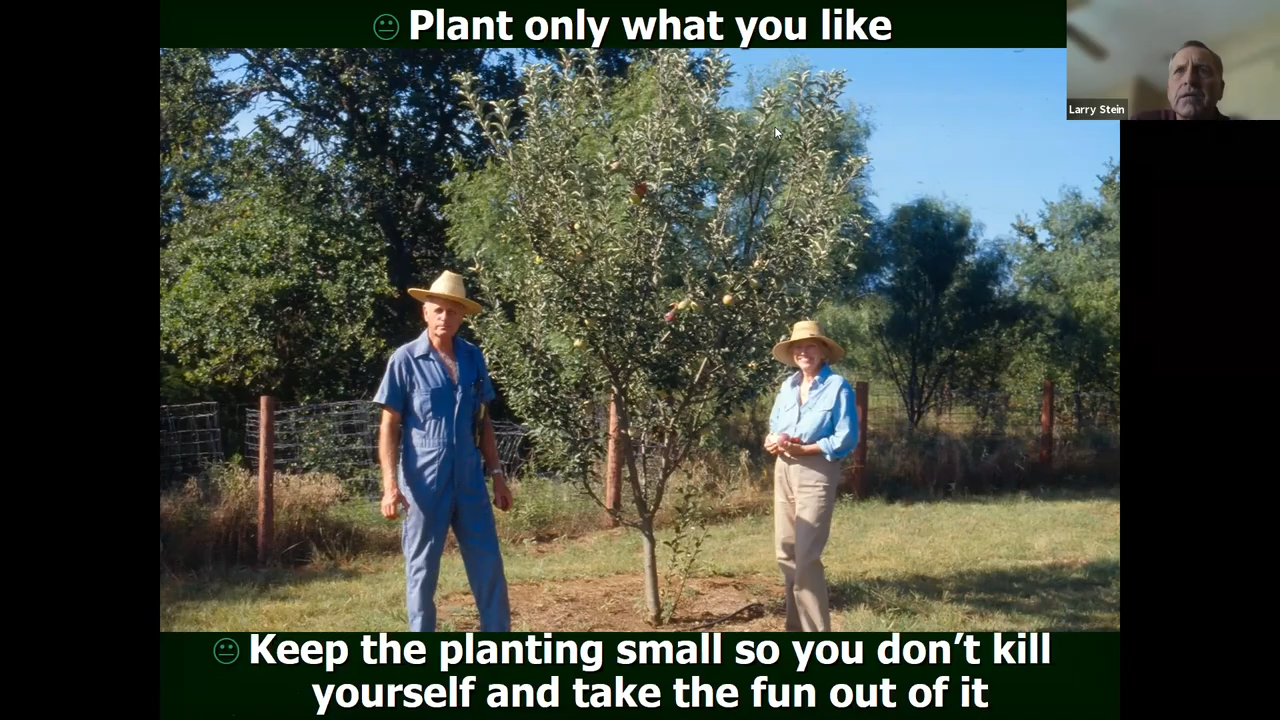 Plant only what you like
Larry Stein
Keep the planting small so you don’t kill
yourself and take the fun out of it